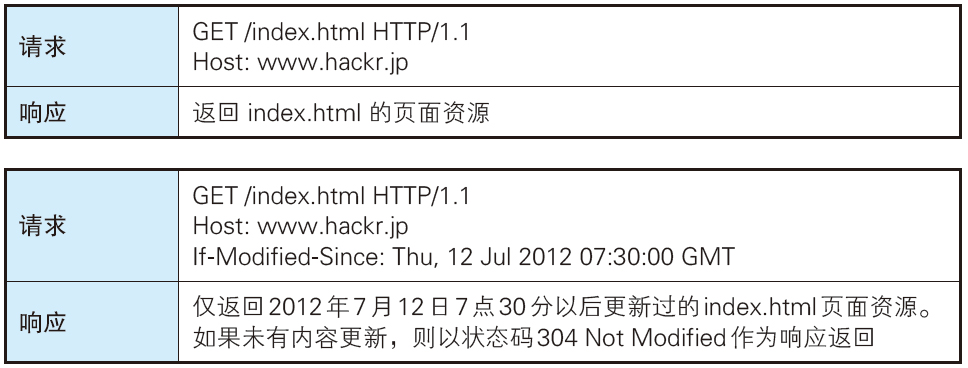 请求
GET /index.html HTTP/1.1
Host: www.hackr.jp
响应
返回 index.html 的页面资源
请求
GET /index.html HTTP/1.1
Host: www.hackr.jp
If-Modified-Since: Thu, 12 Jul 2012 07:30:00 GMT
响应
仅返回2012年7月12日7点30分以后更新过的index.html页面资源。
如果未有内容更新，则以状态码304 Not Modified作为响应返回